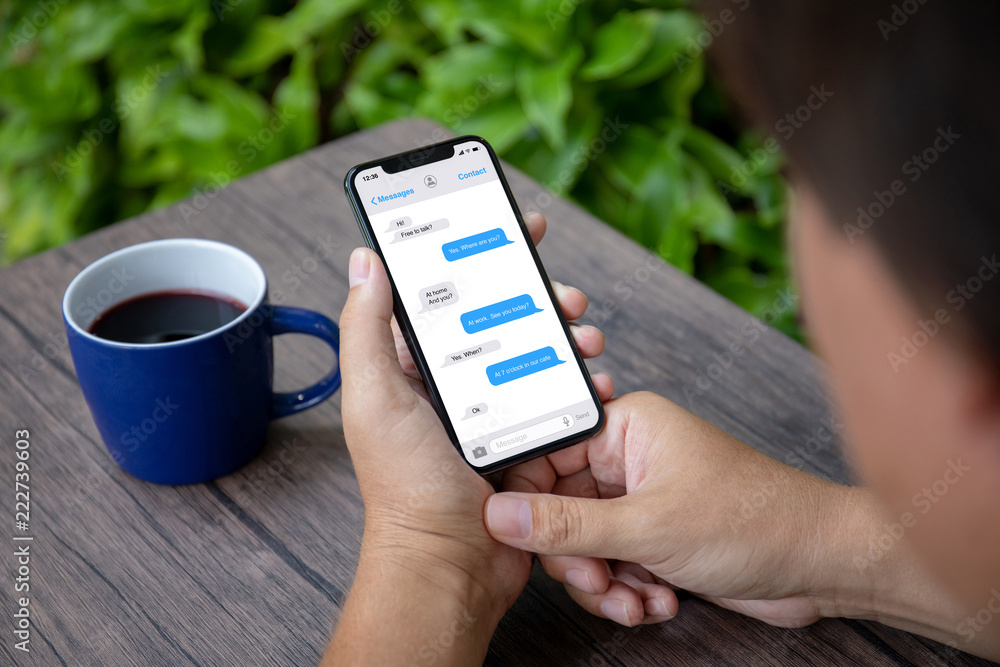 12:36
Messages
Contact
Hi!
Free to talk?
Yes. Where are you?
At home
And you?
At work. See you today?
Yes. When?
At 7 o'clock in our cafe
Ok
Message
Send
Adobe Stock | #222739603